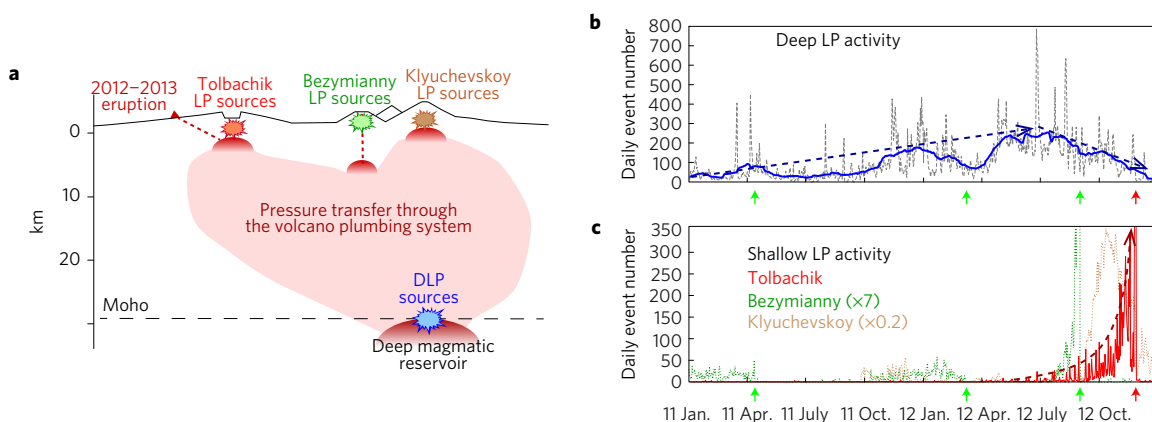 a
2012–2013
eruption
Tolbachik
LP sources
Bezymianny
LP sources
Klyuchevskoy
LP sources
0
10
20
km
Pressure transfer through
the volcano plumbing system
DLP
sources
Moho
Deep magmatic
reservoir
b
Daily event number
800
700
600
500
400
300
200
100
0
Deep LP activity
c
Daily event number
350
300
250
200
150
100
50
0
Shallow LP activity
Tolbachik
Bezymianny (×7)
Klyuchevskoy (×0.2)
11 Jan. 11 Apr. 11 July 11 Oct. 12 Jan. 12 Apr. 12 July 12 Oct.